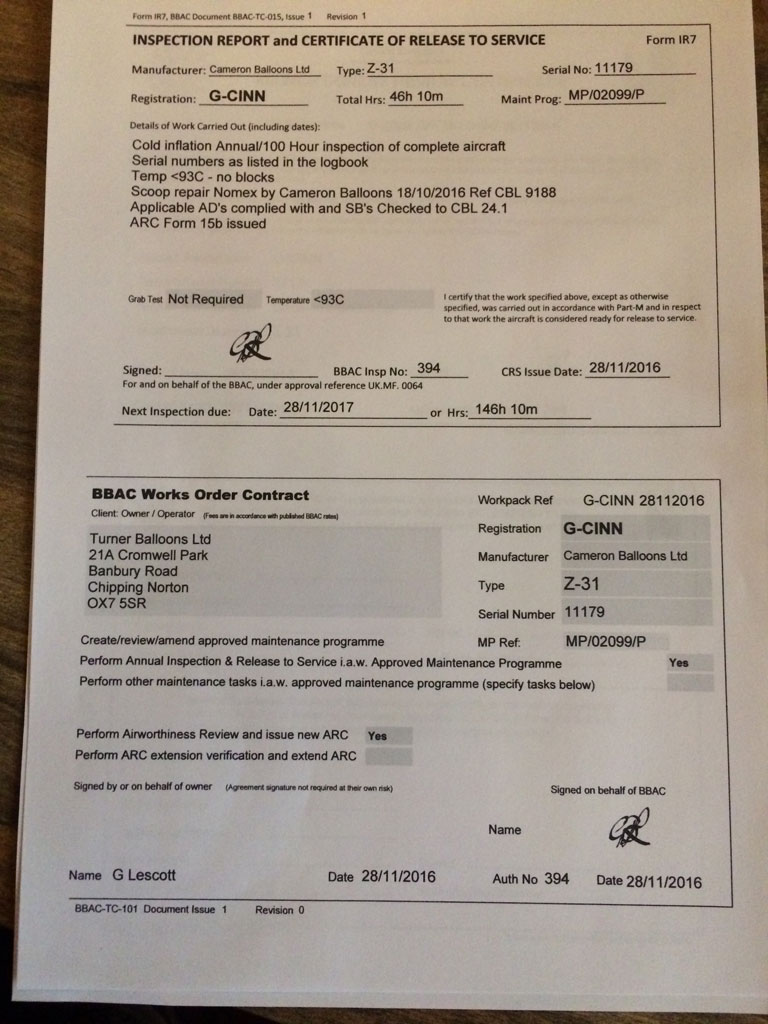 Form IR7, BBAC Document BBAC-TC-015, Issue 1 Revision 1
INSPECTION REPORT and CERTIFICATE OF RELEASE TO SERVICE Form IR7
Manufacturer: Cameron Balloons Ltd Type: Z-31 Serial No: 11179
Registration: G-CINN Total Hrs: 46h 10m Maint Prog: MP/02099/P
Details of Work Carried Out (including dates):
Cold inflation Annual/100 Hour inspection of complete aircraft
Serial numbers as listed in the logbook
Temp <93C - no blocks
Scoop repair Nomex by Cameron Balloons 18/10/2016 Ref CBL 9188
Applicable AD's complied with and SB's Checked to CBL 24.1
ARC Form 15b issued
Grab Test Not Required Temperature <93C
I certify that the work specified above, except as otherwise
specified, was carried out in accordance with Part-M and in respect
to that work the aircraft is considered ready for release to service.
Signed: BBAC Insp No: 394 CRS Issue Date: 28/11/2016
For and on behalf of the BBAC, under approval reference UK.MF. 0064
Next Inspection due: Date: 28/11/2017 or Hrs: 146h 10m
BBAC Works Order Contract
Client: Owner / Operator (Fees are in accordance with published BBAC rates)
Turner Balloons Ltd
21A Cromwell Park
Banbury Road
Chipping Norton
OX7 5SR
Workpack Ref G-CINN 28112016
Registration G-CINN
Manufacturer Cameron Balloons Ltd
Type Z-31
Serial Number 11179
Create/review/amend approved maintenance programme MP Ref: MP/02099/P
Perform Annual Inspection & Release to Service i.a.w. Approved Maintenance Programme Yes
Perform other maintenance tasks i.a.w. approved maintenance programme (specify tasks below)
Perform Airworthiness Review and issue new ARC Yes
Perform ARC extension verification and extend ARC
Signed by or on behalf of owner (Agreement signature not required at their own risk) Signed on behalf of BBAC
Name
Name G Lescott Date 28/11/2016 Auth No 394 Date 28/11/2016
BBAC-TC-101 Document Issue 1 Revision 0